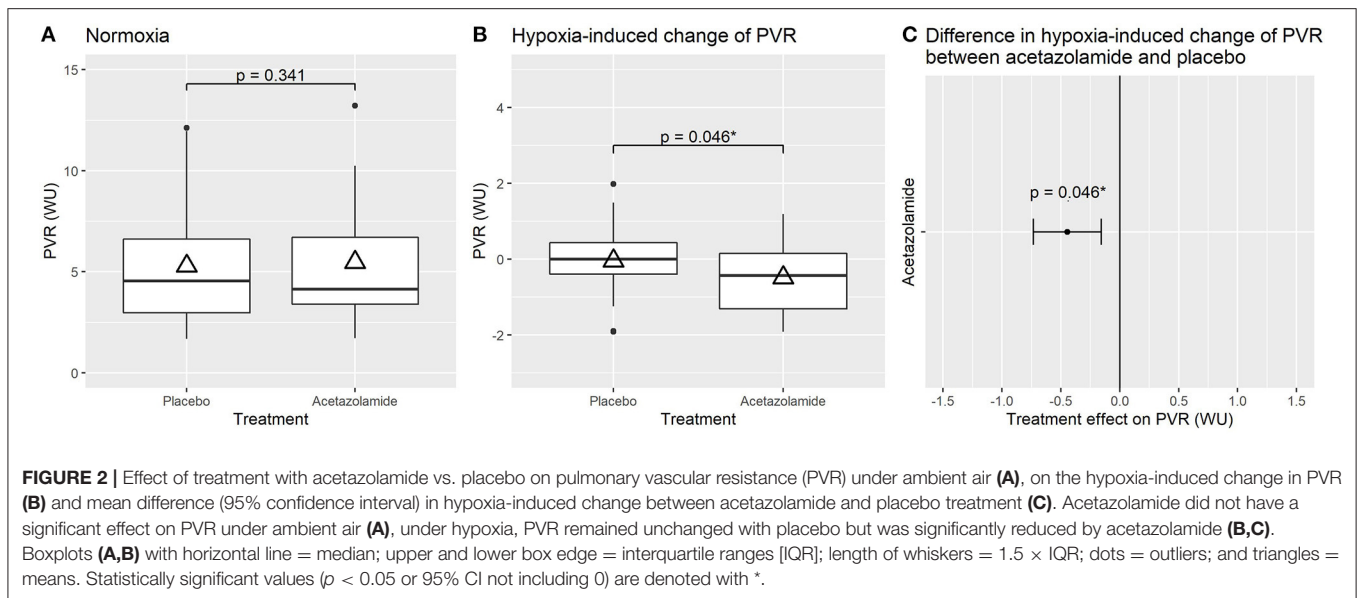 A Normoxia
15
10
5
0
PVR (WU)
p = 0.341
Placebo Acetazolamide
Treatment
B Hypoxia-induced change of PVR
4
2
0
-2
PVR (WU)
p = 0.046*
Placebo Acetazolamide
Treatment
C Difference in hypoxia-induced change of PVR
between acetazolamide and placebo
Acetazolamide
p = 0.046*
-1.5 -1.0 -0.5 0.0 0.5 1.0 1.5
Treatment effect on PVR (WU)
FIGURE 2 | Effect of treatment with acetazolamide vs. placebo on pulmonary vascular resistance (PVR) under ambient air (A), on the hypoxia-induced change in PVR
(B) and mean difference (95% confidence interval) in hypoxia-induced change between acetazolamide and placebo treatment (C). Acetazolamide did not have a
significant effect on PVR under ambient air (A), under hypoxia, PVR remained unchanged with placebo but was significantly reduced by acetazolamide (B,C).
Boxplots (A,B) with horizontal line = median; upper and lower box edge = interquartile ranges [IQR]; length of whiskers = 1.5 × IQR; dots = outliers; and triangles =
means. Statistically significant values (p < 0.05 or 95% CI not including 0) are denoted with *.